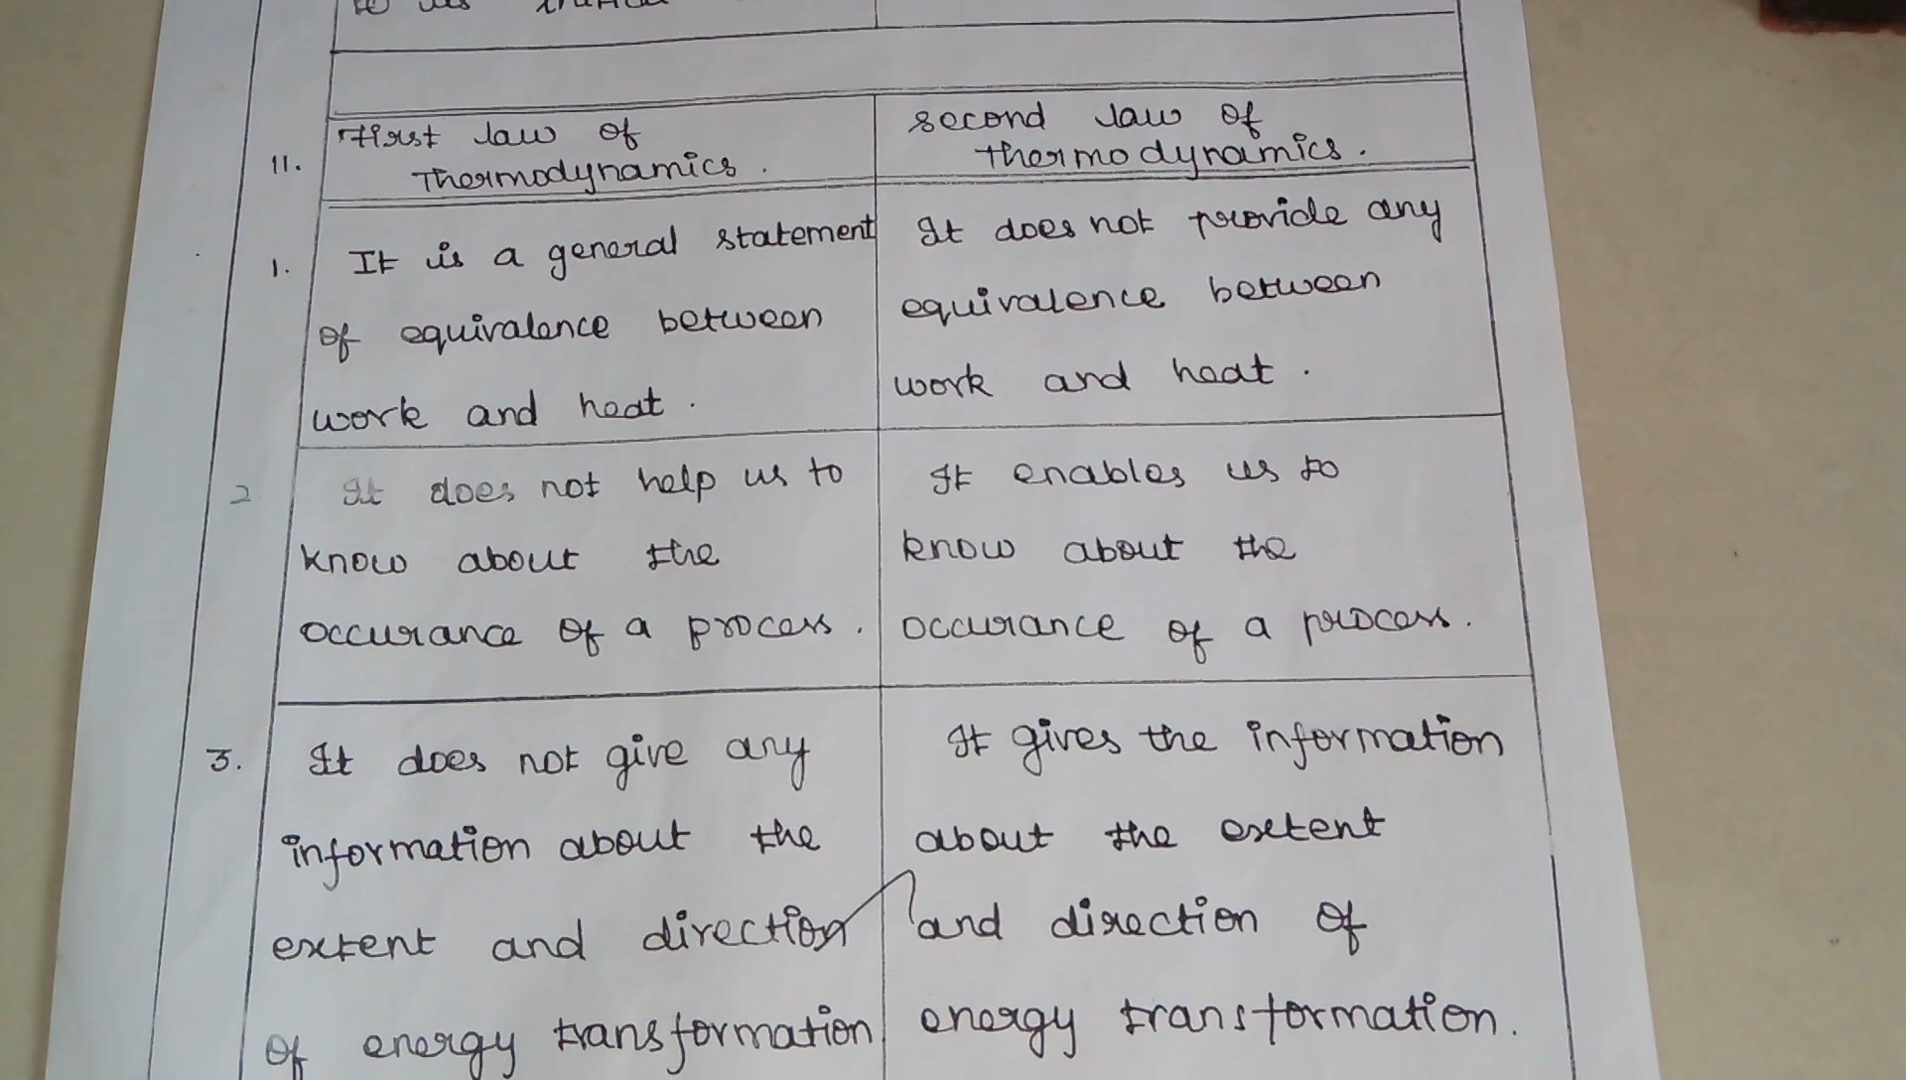 11.
First law of
Thermodynamics.
second law of
thermodynamics.
1.
It is a general statement
of equivalence between
work and heat.
It does not provide any
equivalence between
work and heat.
2
It does not help us to
know about the
occurance of a process.
It enables us to
know about the
occurance of a process.
3.
It does not give any
information about the
extent and direction
of energy transformation
It gives the information
about the extent
and direction of
energy transformation.